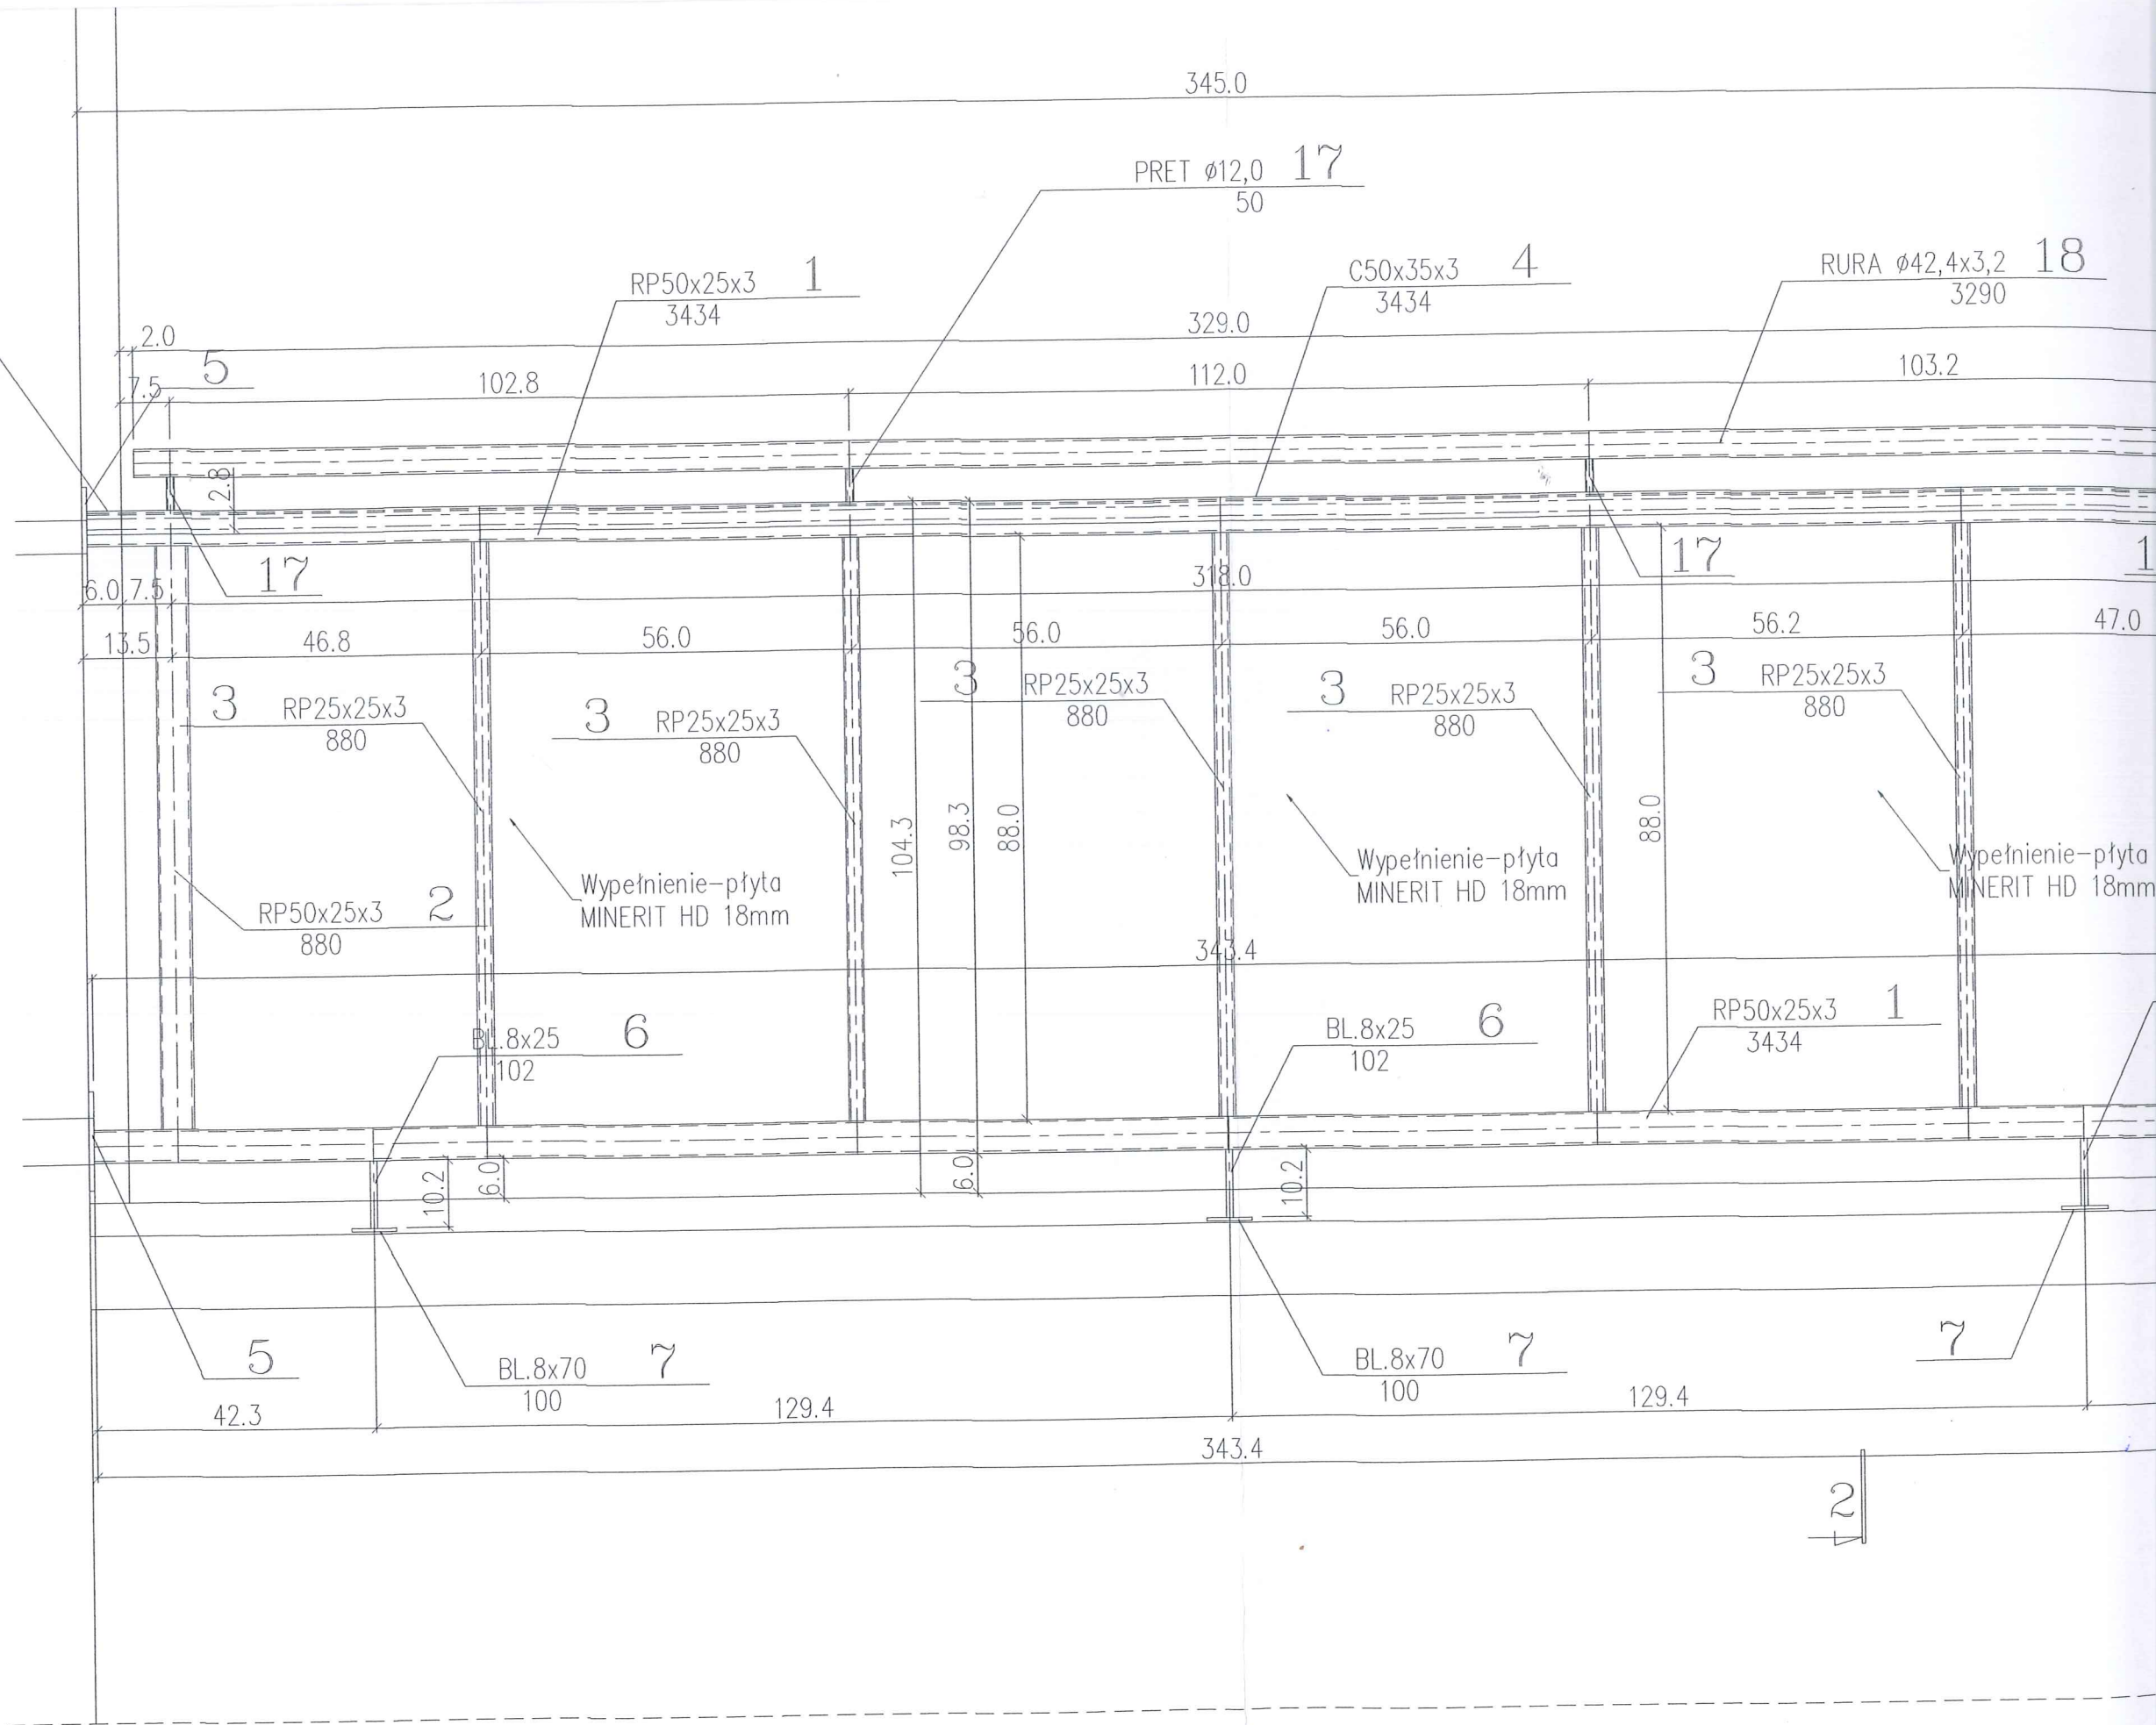 345.0
PRET ø12,0 17
50
RP50x25x3 1
3434
C50x35x3 4
3434
RURA ø42,4x3,2 18
3290
2.0
329.0
7.5
5
102.8
112.0
103.2
2.8
17
17
1
6.0
7.5
318.0
13.5
46.8
56.0
56.0
56.0
56.2
47.0
3 RP25x25x3
880
3 RP25x25x3
880
3 RP25x25x3
880
3 RP25x25x3
880
3 RP25x25x3
880
104.3
98.3
88.0
88.0
Wypełnienie-płyta
MINERIT HD 18mm
Wypełnienie-płyta
MINERIT HD 18mm
Wypełnienie-płyta
MINERIT HD 18mm
RP50x25x3 2
880
343.4
BL.8x25 6
102
BL.8x25 6
102
RP50x25x3 1
3434
10.2
6.0
6.0
10.2
5
BL.8x70 7
100
BL.8x70 7
100
7
42.3
129.4
129.4
343.4
2